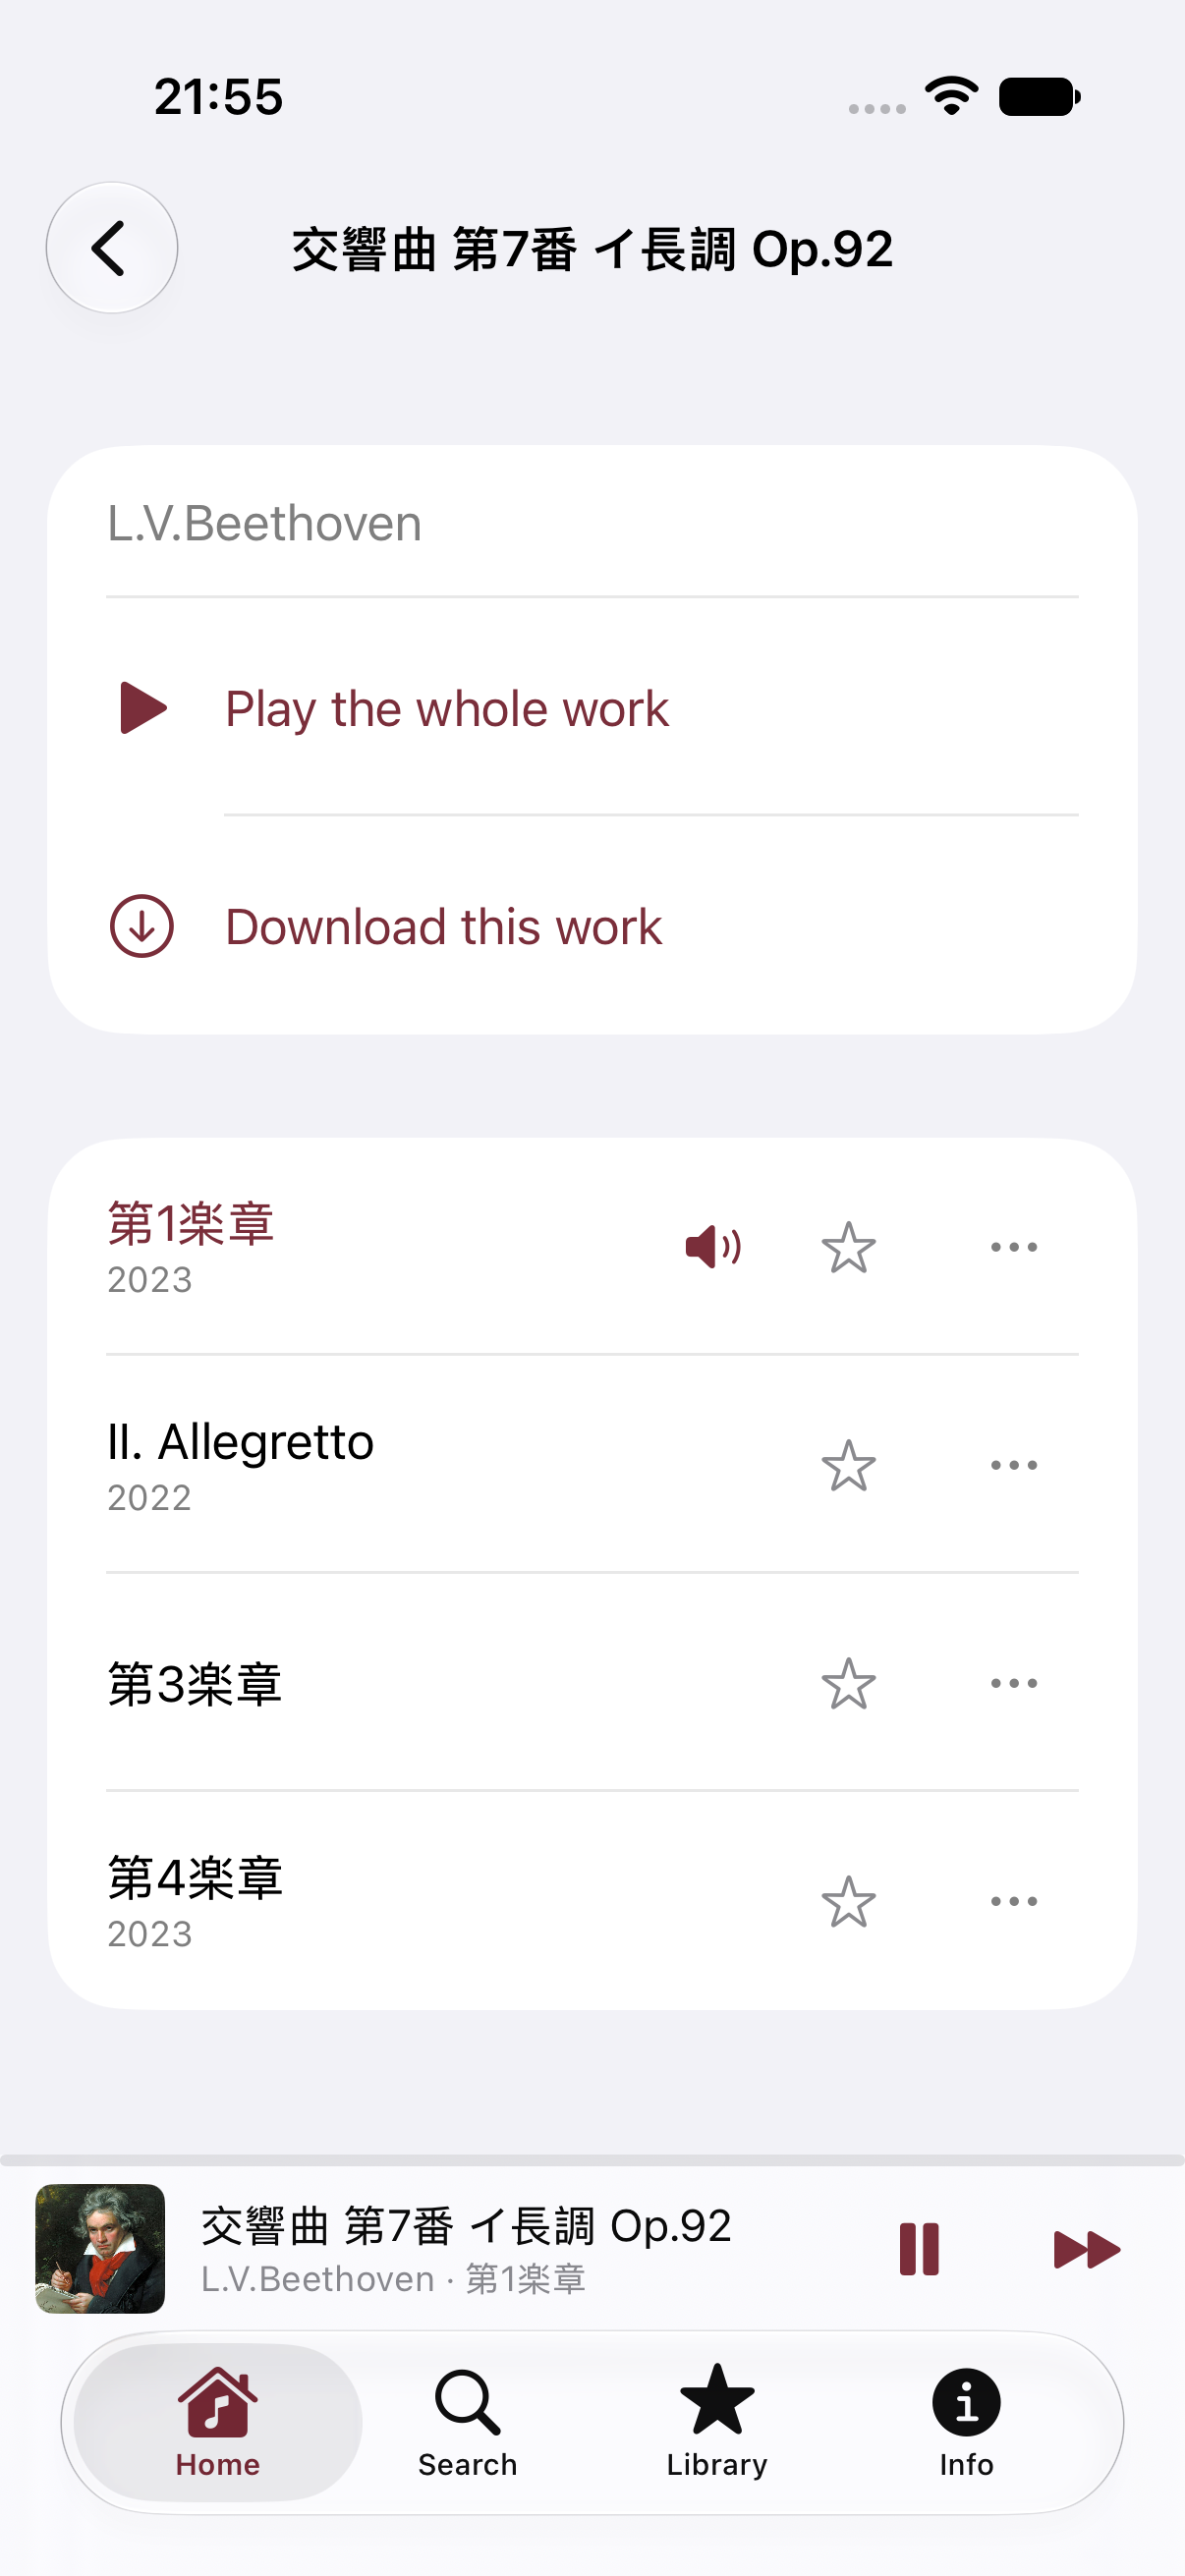 21:55
交響曲 第7番 イ長調 Op.92
L.V.Beethoven
Play the whole work
Download this work
第1楽章
2023
II. Allegretto
2022
第3楽章
第4楽章
2023
交響曲 第7番 イ長調 Op.92
L.V.Beethoven · 第1楽章
Home
Search
Library
Info